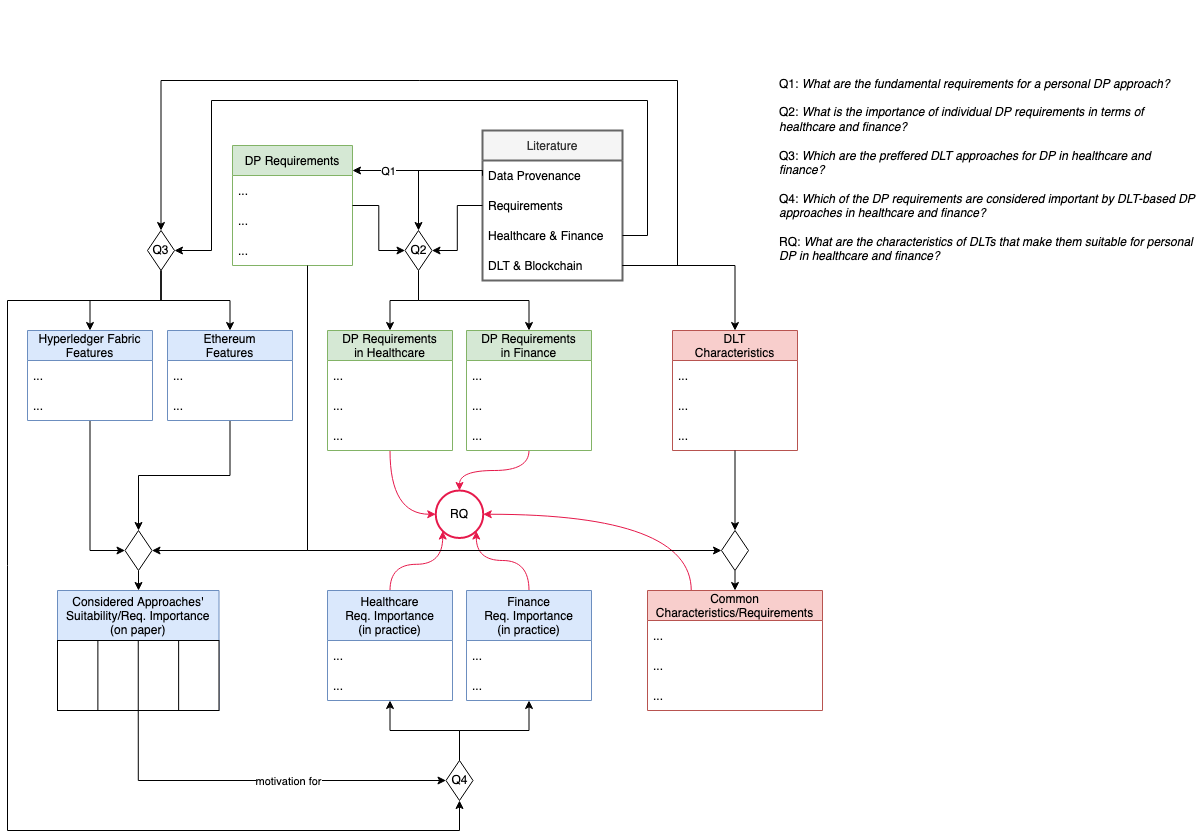 Q1: What are the fundamental requirements for a personal DP approach?
Q2: What is the importance of individual DP requirements in terms of
healthcare and finance?
Q3: Which are the preffered DLT approaches for DP in healthcare and
finance?
Q4: Which of the DP requirements are considered important by DLT-based DP
approaches in healthcare and finance?
RQ: What are the characteristics of DLTs that make them suitable for personal
DP in healthcare and finance?
Literature
Data Provenance
Requirements
Healthcare & Finance
DLT & Blockchain
DP Requirements
...
...
...
Q1
Q2
Q3
Hyperledger Fabric
Features
...
...
Ethereum
Features
...
...
DP Requirements
in Healthcare
...
...
...
DP Requirements
in Finance
...
...
...
DLT
Characteristics
...
...
...
RQ
Considered Approaches'
Suitability/Req. Importance
(on paper)
Healthcare
Req. Importance
(in practice)
...
...
Finance
Req. Importance
(in practice)
...
...
Common
Characteristics/Requirements
...
...
...
motivation for
Q4